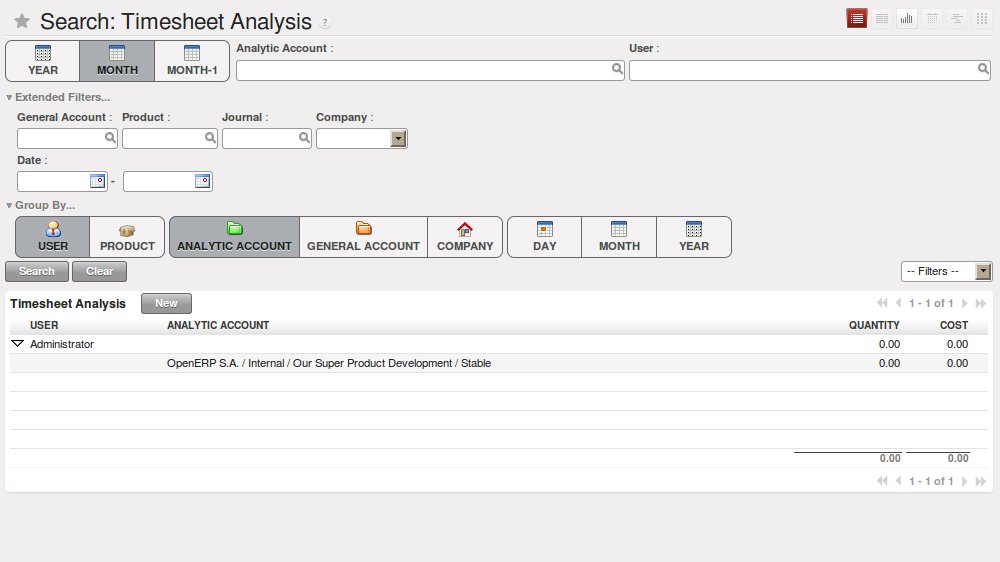 Search: Timesheet Analysis ?
YEAR MONTH MONTH-1
Analytic Account : User :
Extended Filters...
General Account : Product : Journal : Company :
Date :
-
Group By...
USER PRODUCT ANALYTIC ACCOUNT GENERAL ACCOUNT COMPANY DAY MONTH YEAR
Search Clear -- Filters --
Timesheet Analysis New 1 - 1 of 1
USER ANALYTIC ACCOUNT QUANTITY COST
Administrator 0.00 0.00
OpenERP S.A. / Internal / Our Super Product Development / Stable 0.00 0.00
0.00 0.00
1 - 1 of 1